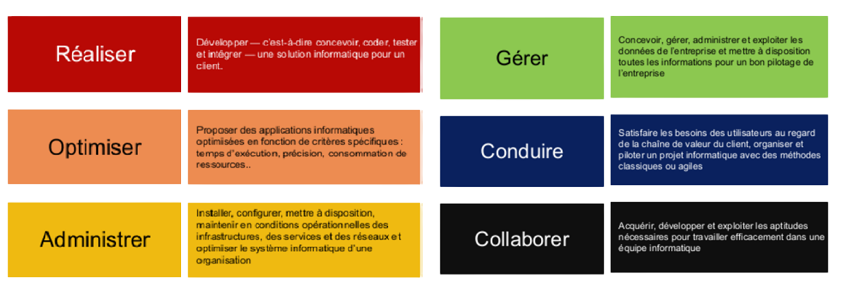 Réaliser
Développer — c'est-à-dire concevoir, coder, tester
et intégrer — une solution informatique pour un
client.
Optimiser
Proposer des applications informatiques
optimisées en fonction de critères spécifiques :
temps d'exécution, précision, consommation de
ressources..
Administrer
Installer, configurer, mettre à disposition,
maintenir en conditions opérationnelles des
infrastructures, des services et des réseaux et
optimiser le système informatique d'une
organisation
Gérer
Concevoir, gérer, administrer et exploiter les
données de l'entreprise et mettre à disposition
toutes les informations pour un bon pilotage de
l'entreprise
Conduire
Satisfaire les besoins des utilisateurs au regard
de la chaîne de valeur du client, organiser et
piloter un projet informatique avec des méthodes
classiques ou agiles
Collaborer
Acquérir, développer et exploiter les aptitudes
nécessaires pour travailler efficacement dans une
équipe informatique